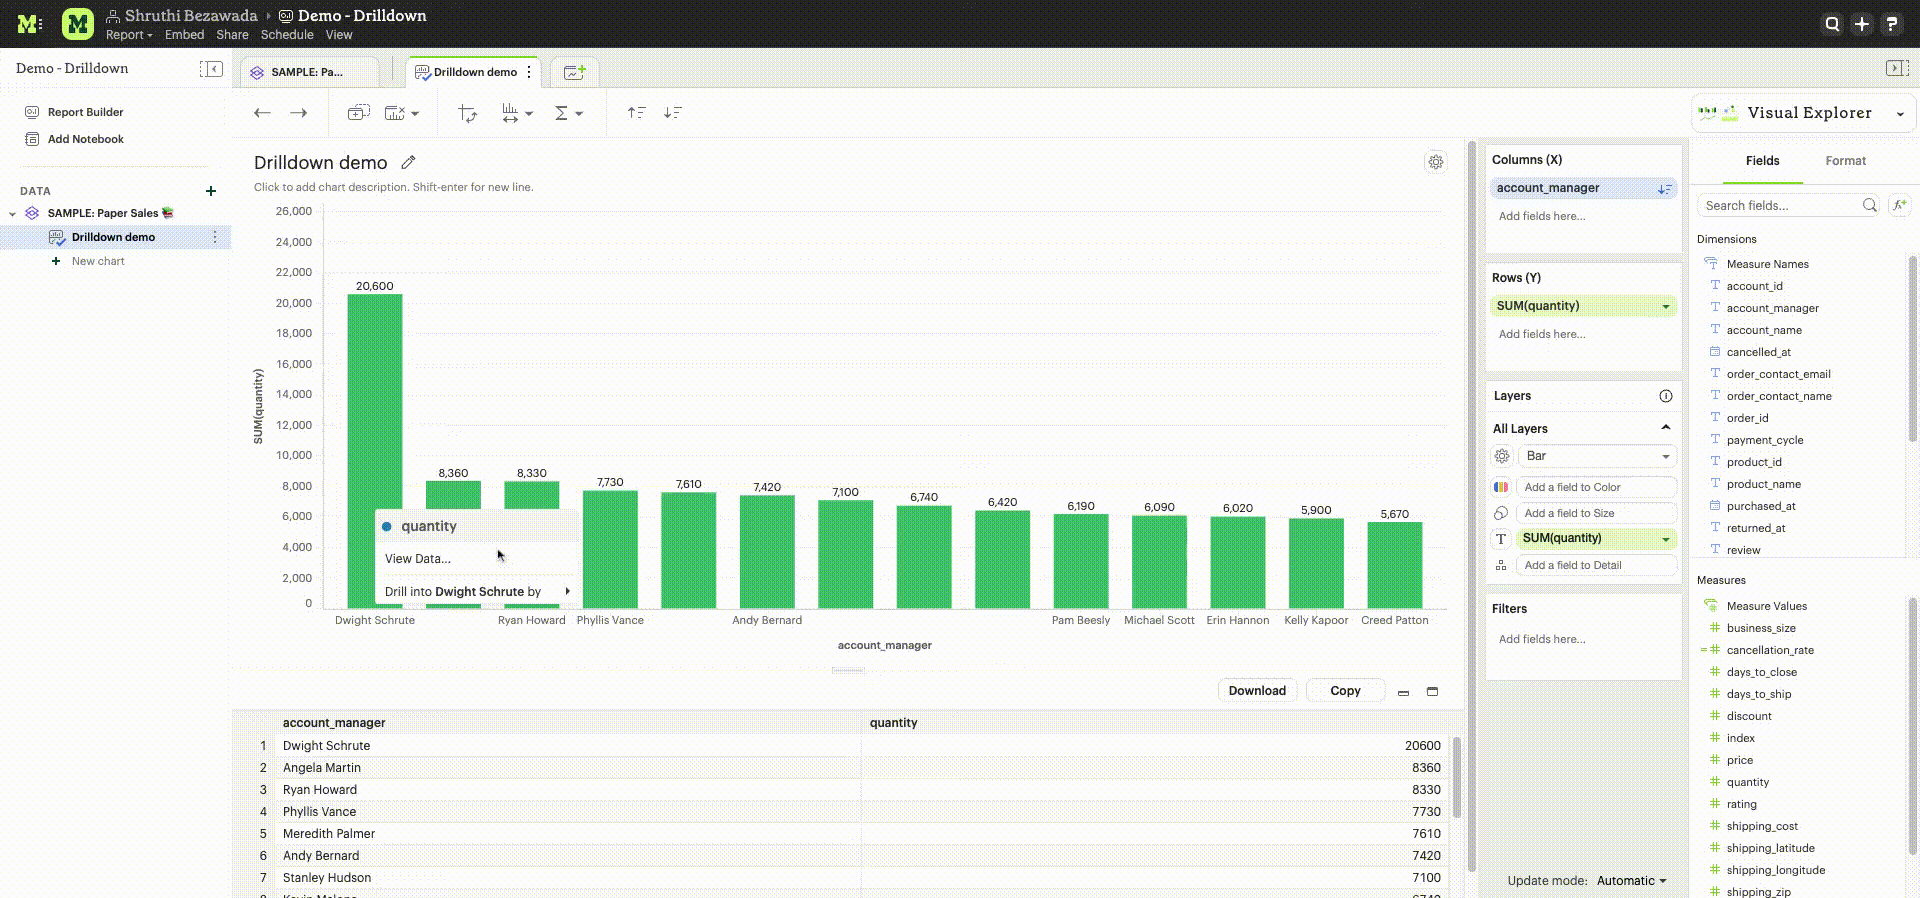 M
M
Shruthi Bezawada
Demo - Drilldown
Report
Embed
Share
Schedule
View
?
Demo - Drilldown
Report Builder
Add Notebook
DATA
SAMPLE: Paper Sales
Drilldown demo
New chart
SAMPLE: Pa...
Drilldown demo
Σ
Visual Explorer
Drilldown demo
Click to add chart description. Shift-enter for new line.
26,000
24,000
22,000
20,000
18,000
16,000
14,000
12,000
10,000
8,000
6,000
4,000
2,000
0
SUM(quantity)
20,600
8,360
8,330
7,730
7,610
7,420
7,100
6,740
6,420
6,190
6,090
6,020
5,900
5,670
quantity
View Data...
Drill into Dwight Schrute by
Dwight Schrute
Ryan Howard
Phyllis Vance
Andy Bernard
Pam Beesly
Michael Scott
Erin Hannon
Kelly Kapoor
Creed Patton
account_manager
Download
Copy
account_manager quantity
1 Dwight Schrute 20600
2 Angela Martin 8360
3 Ryan Howard 8330
4 Phyllis Vance 7730
5 Meredith Palmer 7610
6 Andy Bernard 7420
7 Stanley Hudson 7100
Columns (X)
account_manager
Add fields here...
Rows (Y)
SUM(quantity)
Add fields here...
Layers
All Layers
Bar
Add a field to Color
Add a field to Size
T SUM(quantity)
Add a field to Detail
Filters
Add fields here...
Update mode: Automatic
Fields
Format
Search fields...
Dimensions
Measure Names
account_id
account_manager
account_name
cancelled_at
order_contact_email
order_contact_name
order_id
payment_cycle
product_id
product_name
purchased_at
returned_at
review
Measures
Measure Values
business_size
cancellation_rate
days_to_close
days_to_ship
discount
index
price
quantity
rating
shipping_cost
shipping_latitude
shipping_longitude
shipping_zip